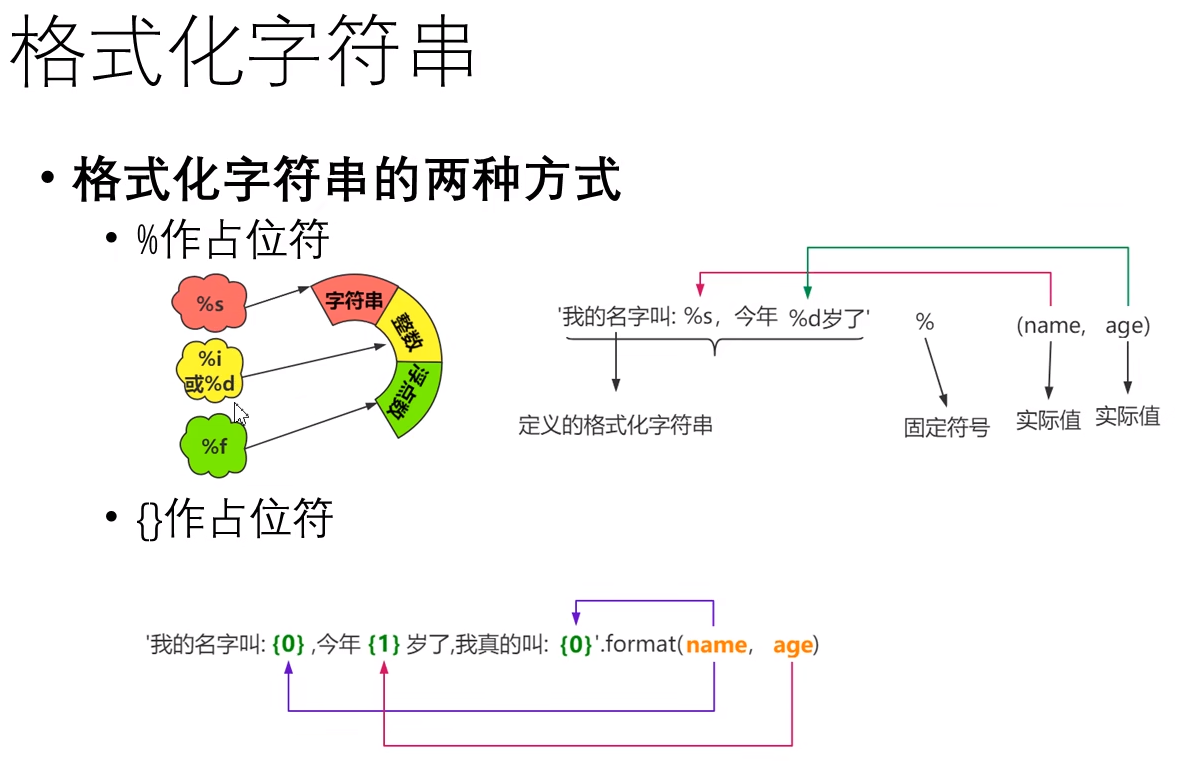 格式化字符串
• 格式化字符串的两种方式
• %作占位符
%s
字符串
%i
或%d
整数
%f
浮点数
'我的名字叫: %s，今年 %d岁了' % (name, age)
定义的格式化字符串
固定符号
实际值
实际值
• {}作占位符
'我的名字叫: {0} ,今年 {1} 岁了,我真的叫: {0}'.format(name, age)